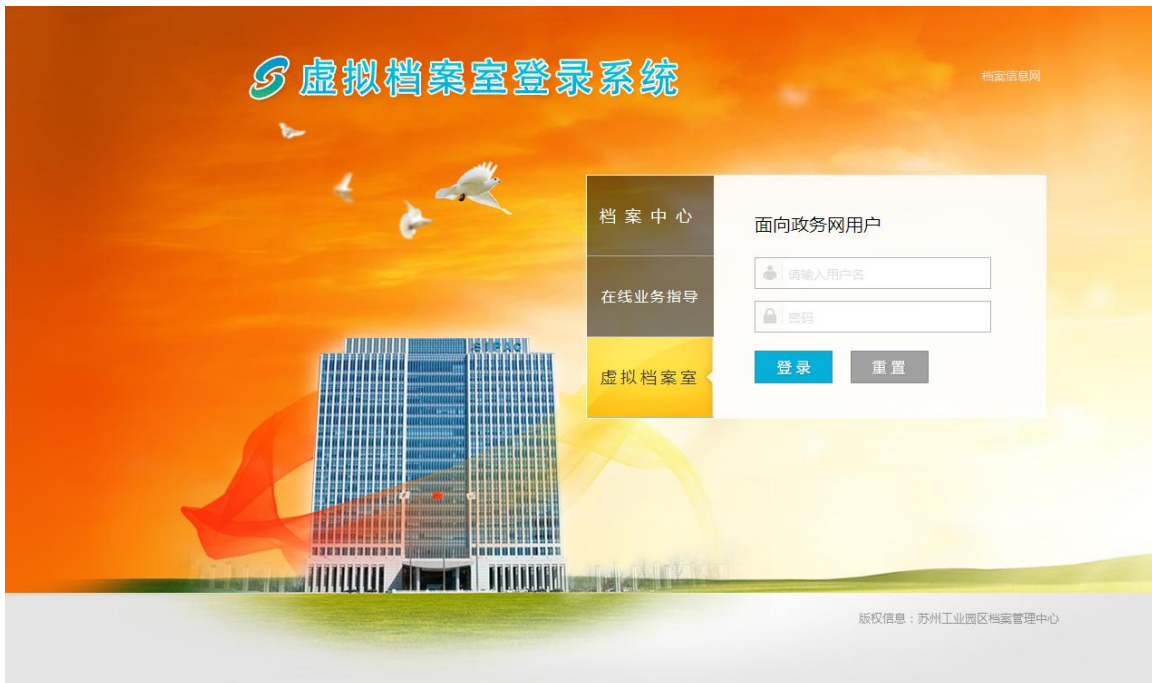 虚拟档案室登录系统
档案信息网
档案中心
面向政务网用户
请输入用户名
在线业务指导
密码
虚拟档案室
登录
重置
SIPAC
版权信息：苏州工业园区档案管理中心